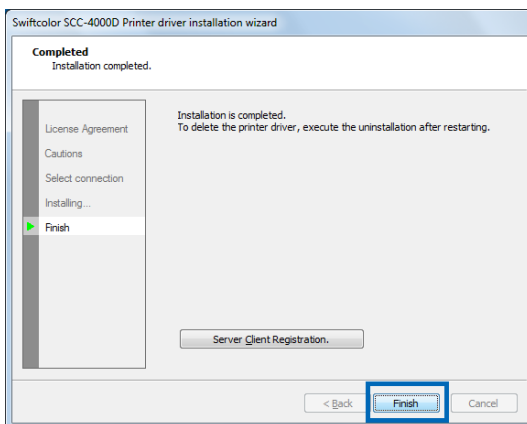 Swiftcolor SCC-4000D Printer driver installation wizard
Completed
Installation completed.
License Agreement
Cautions
Select connection
Installing...
Finish
Installation is completed.
To delete the printer driver, execute the uninstallation after restarting.
Server Client Registration.
< Back
Finish
Cancel